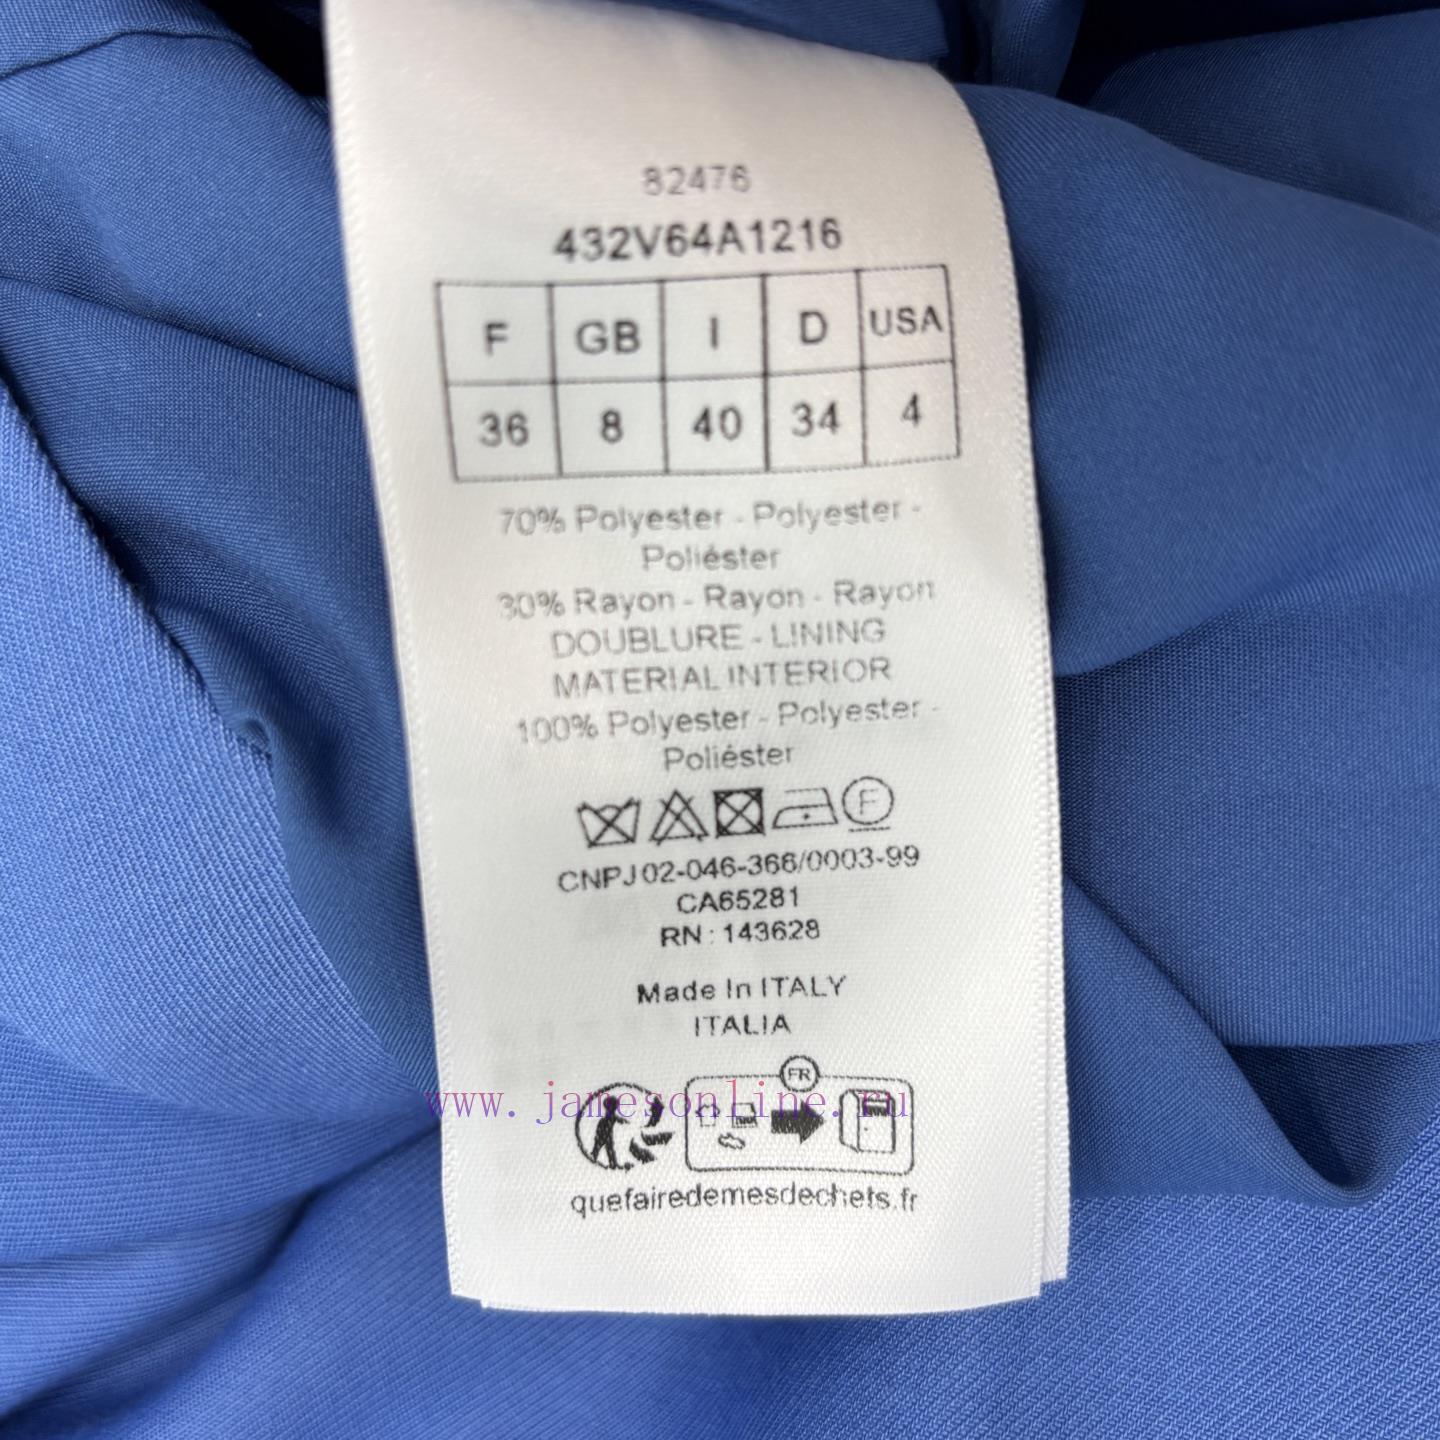 82476
432V64A1216
F GB I D USA
36 8 40 34 4
70% Polyester - Polyester -
Poliéster
30% Rayon - Rayon - Rayon
DOUBLURE - LINING
MATERIAL INTERIOR
100% Polyester - Polyester -
Poliéster
F
CNPJ 02-046-366/0003-99
CA65281
RN : 143628
Made In ITALY
ITALIA
FR
www.jamesonline.ru
quefairedemesdechets.fr